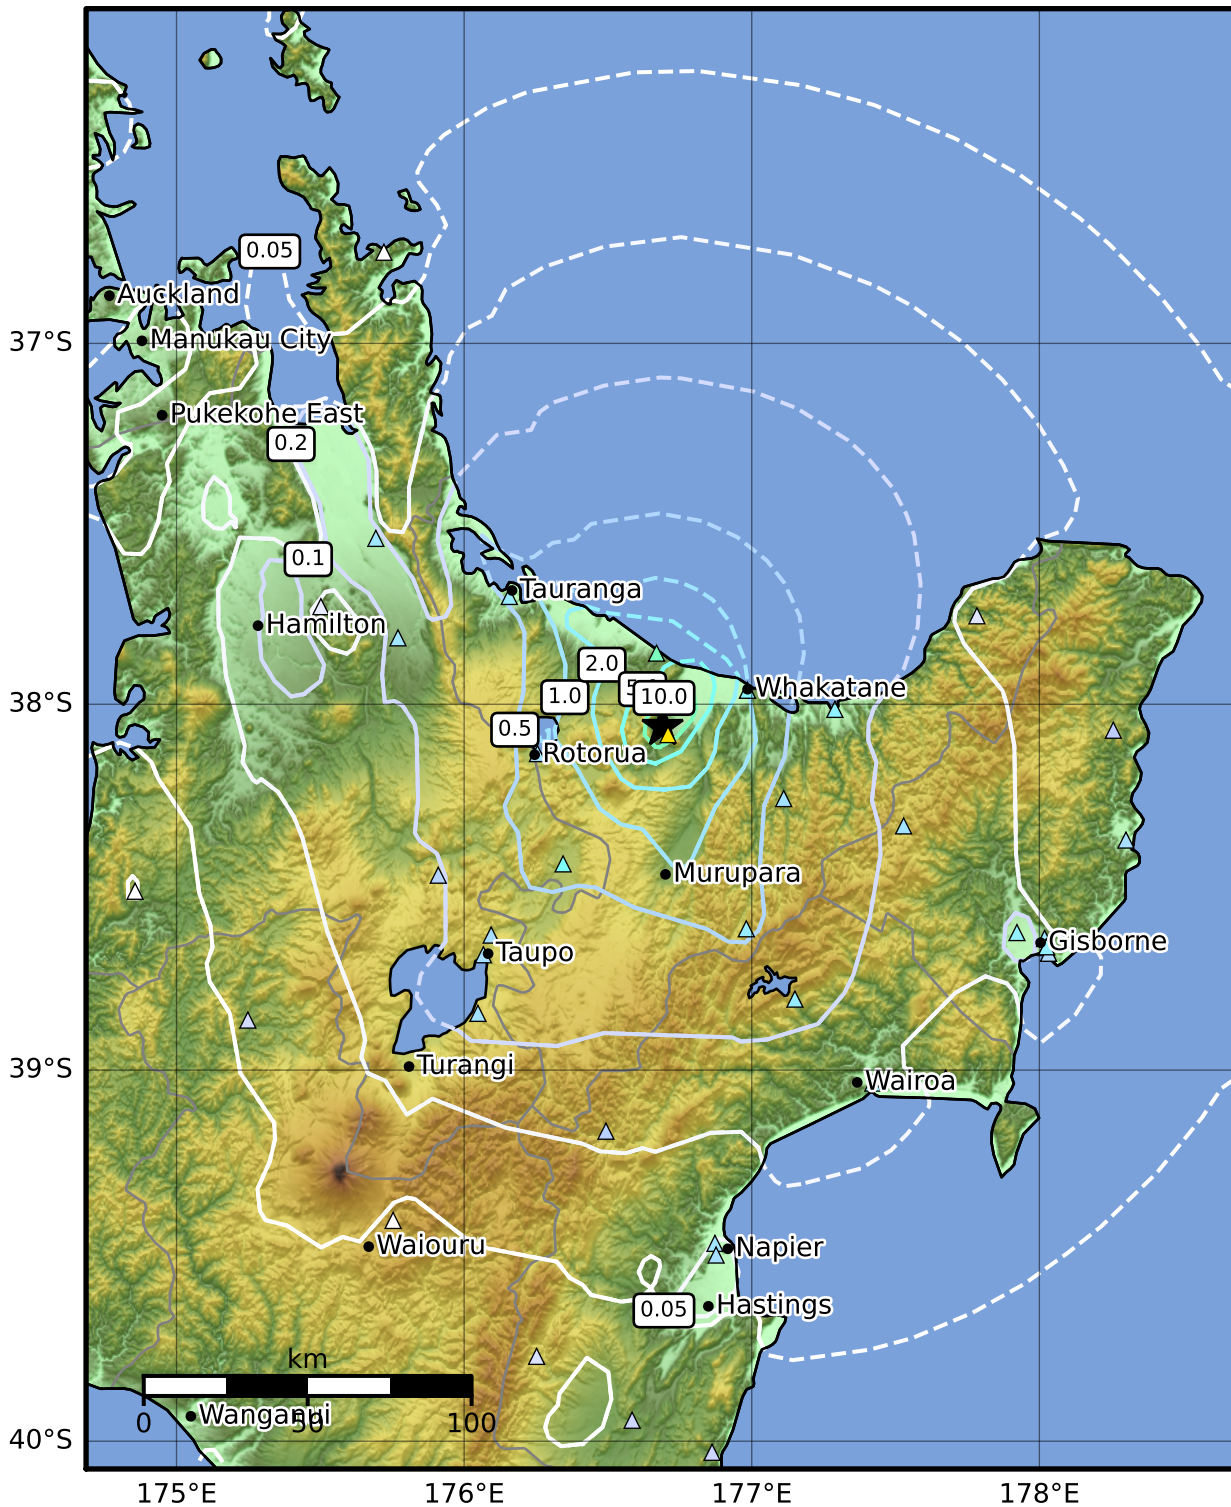 0.05
Auckland
Manukau City
37°S
Pukekohe East
0.2
0.1
Tauranga
Hamilton
2.0
1.0
10.0
Whakatane
38°S
0.5
Rotorua
Murupara
Gisborne
Taupo
Turangi
39°S
Wairoa
Waiouru
Napier
0.05
Hastings
km
0 50 100
Wanganui
40°S
175°E 176°E 177°E 178°E